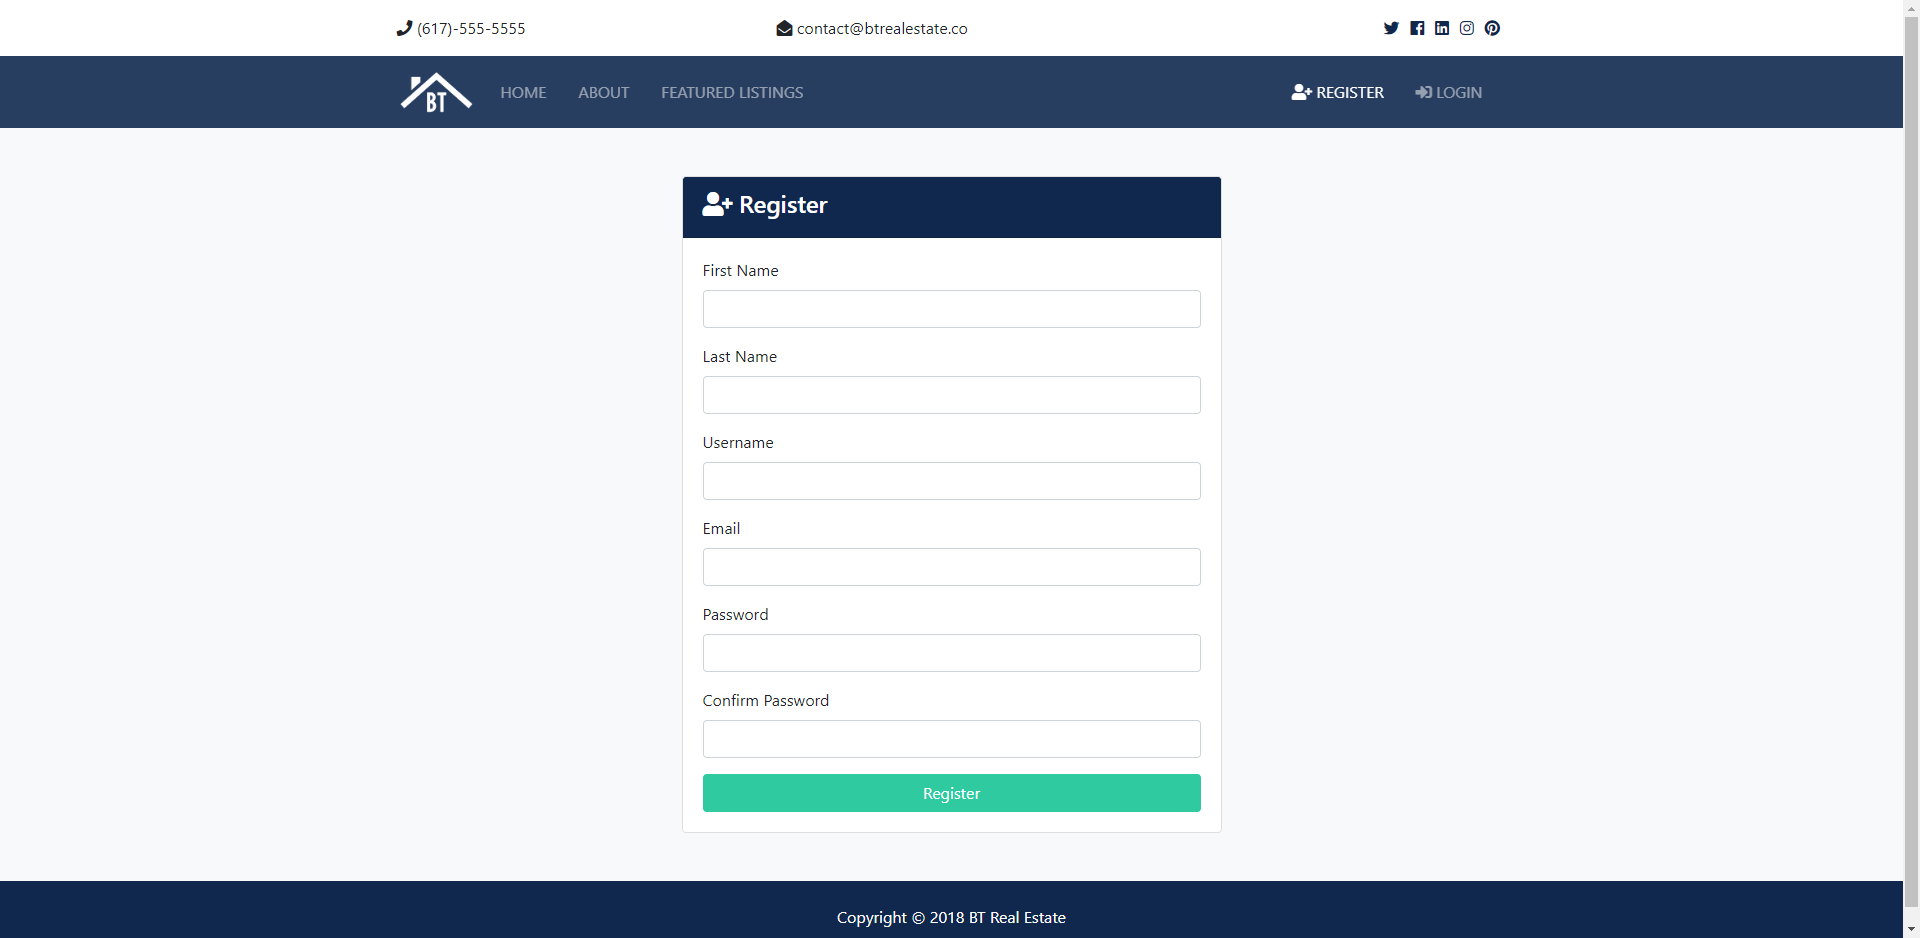 (617)-555-5555 contact@btrealestate.co
BT HOME ABOUT FEATURED LISTINGS REGISTER LOGIN
Register
First Name
Last Name
Username
Email
Password
Confirm Password
Register
Copyright © 2018 BT Real Estate